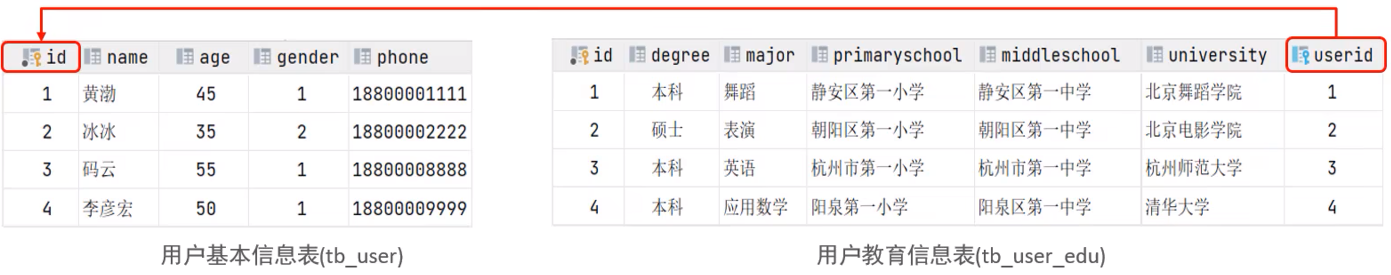 id name age gender phone
1 黄渤 45 1 18800001111
2 冰冰 35 2 18800002222
3 码云 55 1 18800008888
4 李彦宏 50 1 18800009999
用户基本信息表(tb_user)
id degree major primaryschool middleschool university userid
1 本科 舞蹈 静安区第一小学 静安区第一中学 北京舞蹈学院 1
2 硕士 表演 朝阳区第一小学 朝阳区第一中学 北京电影学院 2
3 本科 英语 杭州市第一小学 杭州市第一中学 杭州师范大学 3
4 本科 应用数学 阳泉第一小学 阳泉区第一中学 清华大学 4
用户教育信息表(tb_user_edu)